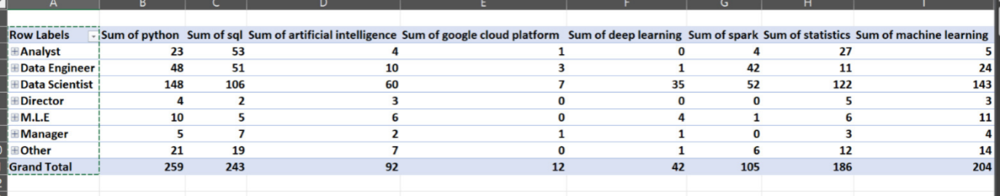 A B C D E F G H I
Row Labels Sum of python Sum of sql Sum of artificial intelligence Sum of google cloud platform Sum of deep learning Sum of spark Sum of statistics Sum of machine learning
Analyst 23 53 4 1 0 4 27 5
Data Engineer 48 51 10 3 1 42 11 24
Data Scientist 148 106 60 7 35 52 122 143
Director 4 2 3 0 0 0 5 3
M.L.E 10 5 6 0 4 1 6 11
Manager 5 7 2 1 1 0 3 4
Other 21 19 7 0 1 6 12 14
Grand Total 259 243 92 12 42 105 186 204